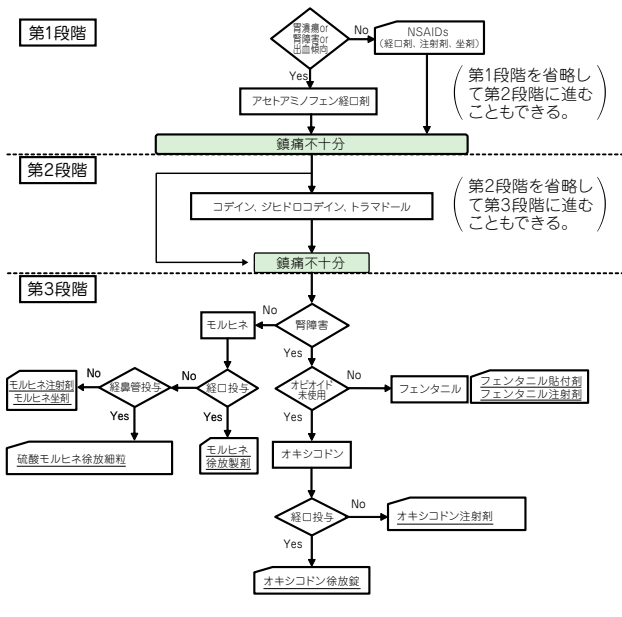 第1段階
胃潰瘍or
腎障害or
出血傾向
No
NSAIDs
（経口剤、注射剤、坐剤）
Yes
アセトアミノフェン経口剤
第1段階を省略し
て第2段階に進む
こともできる。
鎮痛不十分
第2段階
コデイン、ジヒドロコデイン、トラマドール
第2段階を省略し
て第3段階に進む
こともできる。
鎮痛不十分
第3段階
モルヒネ
No
腎障害
Yes
モルヒネ注射剤
モルヒネ坐剤
No
経鼻管投与
No
経口投与
オピオイド
未使用
No
フェンタニル
フェンタニル貼付剤
フェンタニル注射剤
Yes
Yes
Yes
硫酸モルヒネ徐放細粒
モルヒネ
徐放製剤
オキシコドン
経口投与
No
オキシコドン注射剤
Yes
オキシコドン徐放錠